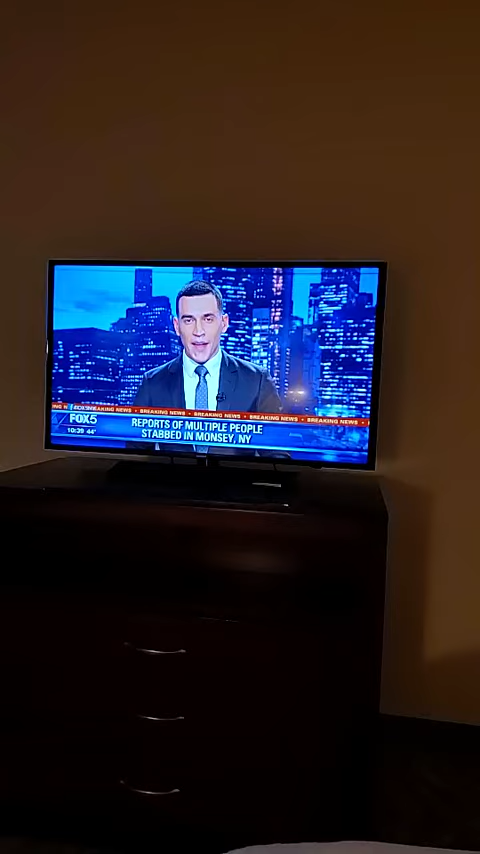 BREAKING NEWS • BREAKING NEWS • BREAKING NEWS • BREAKING NEWS • BREAKING NEWS
FOX5
10:39 44°
REPORTS OF MULTIPLE PEOPLE
STABBED IN MONSEY, NY